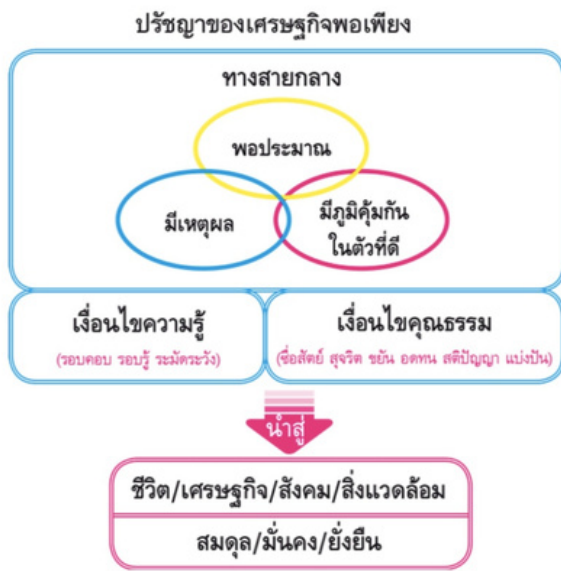 ปรัชญาของเศรษฐกิจพอเพียง
ทางสายกลาง
พอประมาณ
มีเหตุผล
มีภูมิคุ้มกัน
ในตัวที่ดี
เงื่อนไขความรู้
(รอบคอบ รอบรู้ ระมัดระวัง)
เงื่อนไขคุณธรรม
(ซื่อสัตย์ สุจริต ขยัน อดทน สติปัญญา แบ่งปัน)
นำสู่
ชีวิต/เศรษฐกิจ/สังคม/สิ่งแวดล้อม
สมดุล/มั่นคง/ยั่งยืน